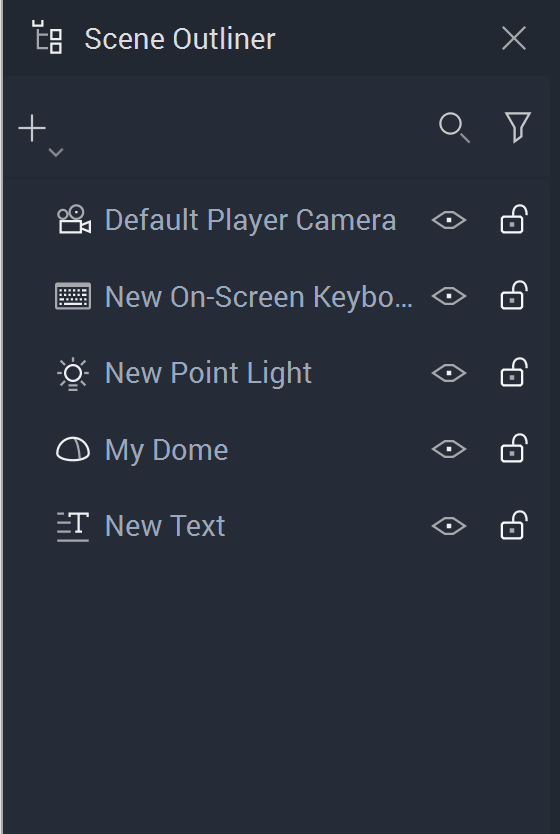 Scene Outliner
Default Player Camera
New On-Screen Keybo...
New Point Light
My Dome
New Text